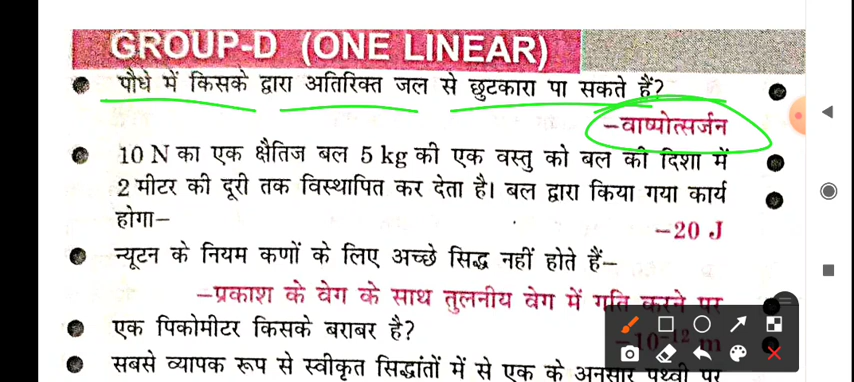 GROUP-D (ONE LINEAR)
पौधे में किसके द्वारा अतिरिक्त जल से छुटकारा पा सकते हैं?
–वाष्पोत्सर्जन
10 N का एक क्षैतिज बल 5 kg की एक वस्तु को बल की दिशा में
2 मीटर की दूरी तक विस्थापित कर देता है। बल द्वारा किया गया कार्य
होगा–
–20 J
न्यूटन के नियम कणों के लिए अच्छे सिद्ध नहीं होते हैं–
–प्रकाश के वेग के साथ तुलनीय वेग में गति करने पर
एक पिकोमीटर किसके बराबर है?
–10⁻¹² m
सबसे व्यापक रूप से स्वीकृत सिद्धांतों में से एक के अनुसार पृथ्वी पर